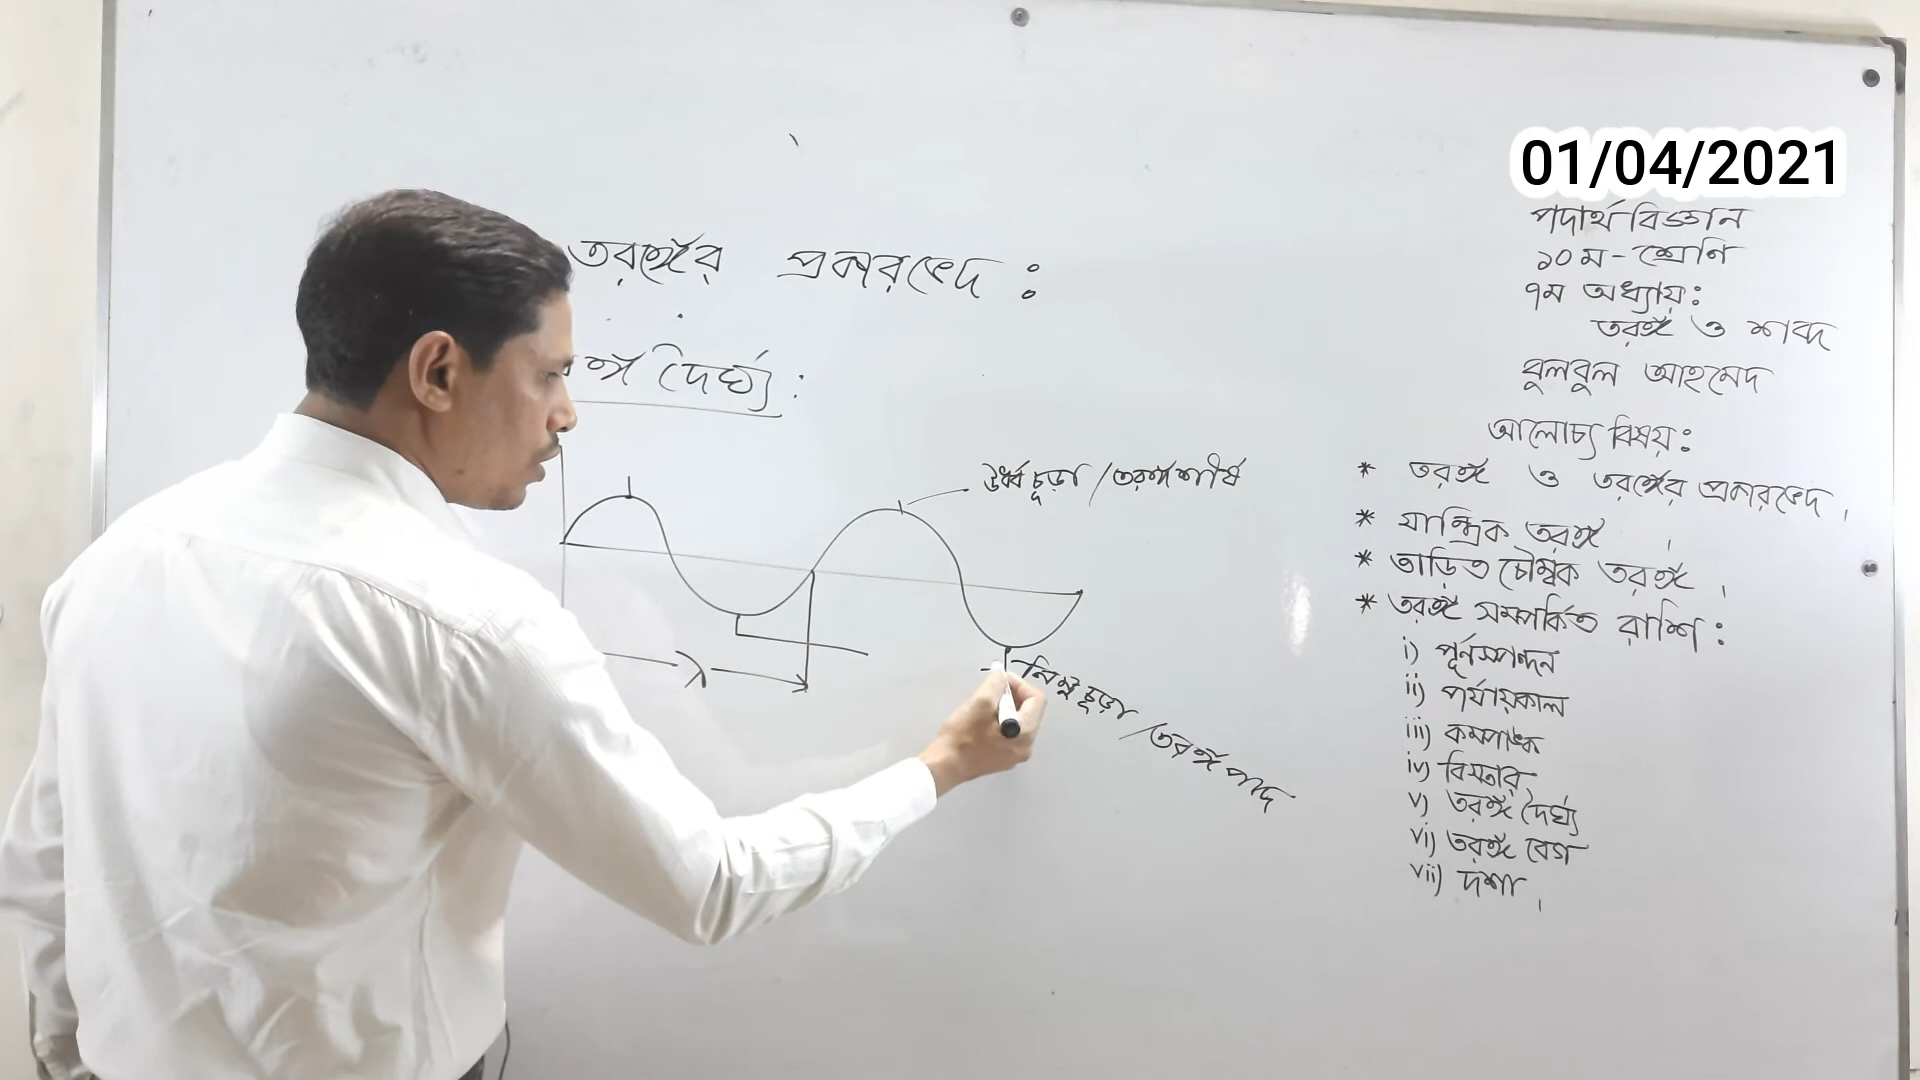 01/04/2021
পদার্থবিজ্ঞান
১০ম-শ্রেণি
৭ম অধ্যায়:
তরঙ্গ ও শব্দ
বুলবুল আহমেদ
আলোচ্য বিষয়:
* তরঙ্গ ও তরঙ্গের প্রকারভেদ।
* যান্ত্রিক তরঙ্গ।
* তাড়িত চৌম্বক তরঙ্গ।
* তরঙ্গ সম্পর্কিত রাশি:
i) পূর্নস্পন্দন
ii) পর্যায়কাল
iii) কম্পাঙ্ক
iv) বিস্তার
v) তরঙ্গ দৈর্ঘ্য
vi) তরঙ্গ বেগ
vii) দশা।
তরঙ্গের প্রকারভেদ:
ঙ্গ দৈর্ঘ্য:
উর্ধ্ব চূড়া/তরঙ্গশীর্ষ
λ
নিম্ন চূড়া/তরঙ্গ পাদ